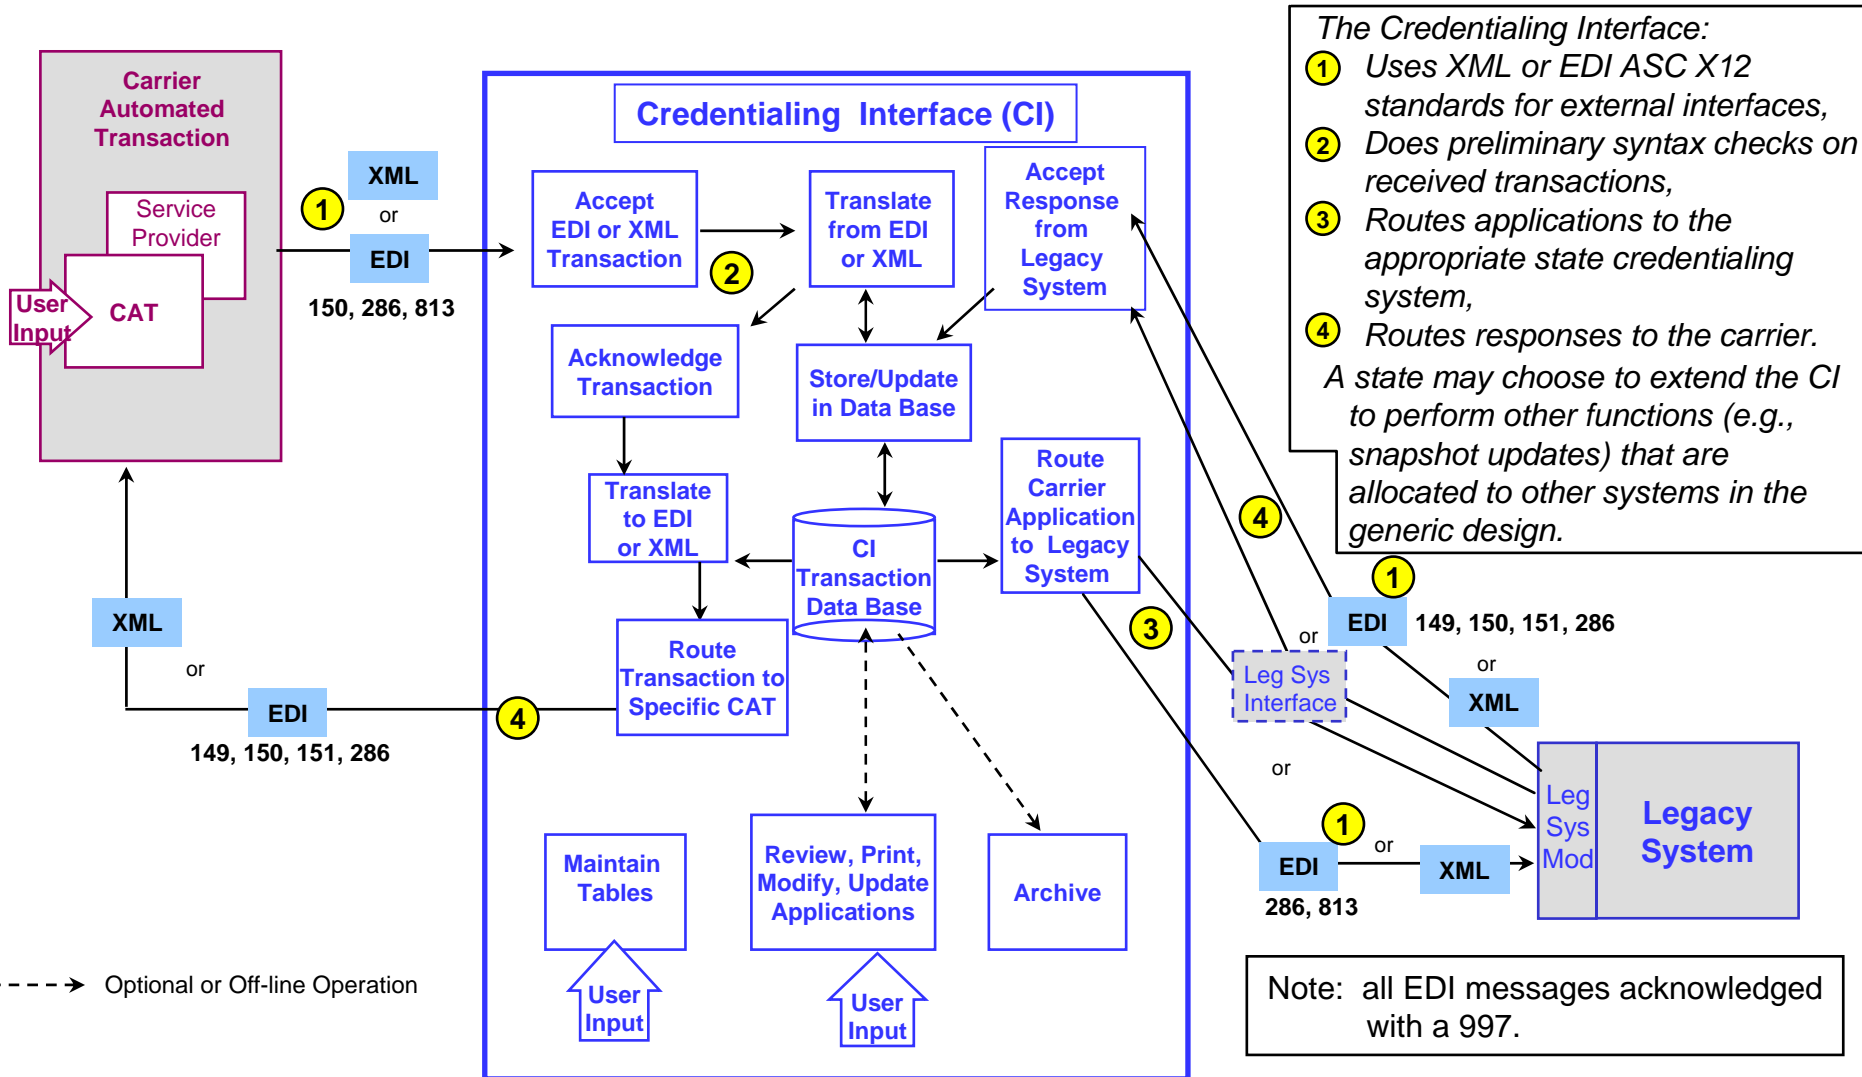 Carrier
Automated
Transaction
Service
Provider
CAT
User
Input
1
XML
or
EDI
150, 286, 813
XML
or
EDI
149, 150, 151, 286
4
Credentialing Interface (CI)
Accept
EDI or XML
Transaction
2
Translate
from EDI
or XML
Accept
Response
from
Legacy
System
Acknowledge
Transaction
Store/Update
in Data Base
Translate
to EDI
or XML
CI
Transaction
Data Base
Route
Carrier
Application
to Legacy
System
Route
Transaction to
Specific CAT
Maintain
Tables
User
Input
Review, Print,
Modify, Update
Applications
User
Input
Archive
3
4
Leg Sys
Interface
or
1
EDI
149, 150, 151, 286
or
XML
or
1
EDI
286, 813
or
XML
Leg
Sys
Mod
Legacy
System
The Credentialing Interface:
1 Uses XML or EDI ASC X12
standards for external interfaces,
2 Does preliminary syntax checks on
received transactions,
3 Routes applications to the
appropriate state credentialing
system,
4 Routes responses to the carrier.
A state may choose to extend the CI
to perform other functions (e.g.,
snapshot updates) that are
allocated to other systems in the
generic design.
Optional or Off-line Operation
Note: all EDI messages acknowledged
with a 997.